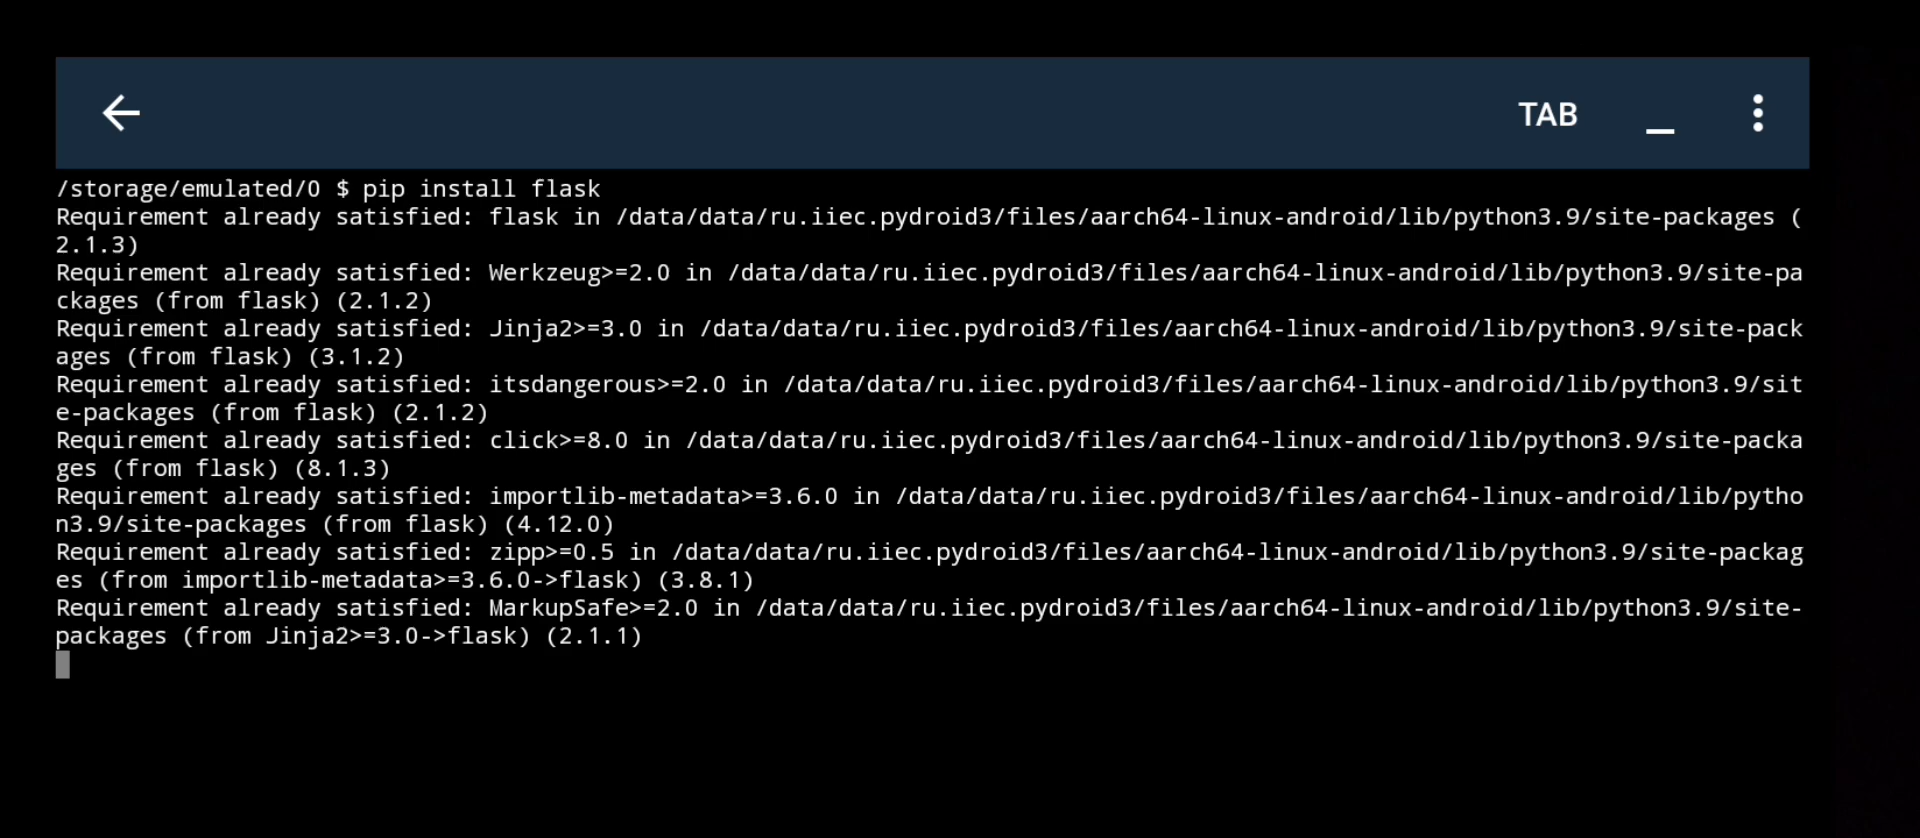 TAB
/storage/emulated/0 $ pip install flask
Requirement already satisfied: flask in /data/data/ru.iiec.pydroid3/files/aarch64-linux-android/lib/python3.9/site-packages (
2.1.3)
Requirement already satisfied: Werkzeug>=2.0 in /data/data/ru.iiec.pydroid3/files/aarch64-linux-android/lib/python3.9/site-pa
ckages (from flask) (2.1.2)
Requirement already satisfied: Jinja2>=3.0 in /data/data/ru.iiec.pydroid3/files/aarch64-linux-android/lib/python3.9/site-pack
ages (from flask) (3.1.2)
Requirement already satisfied: itsdangerous>=2.0 in /data/data/ru.iiec.pydroid3/files/aarch64-linux-android/lib/python3.9/sit
e-packages (from flask) (2.1.2)
Requirement already satisfied: click>=8.0 in /data/data/ru.iiec.pydroid3/files/aarch64-linux-android/lib/python3.9/site-packa
ges (from flask) (8.1.3)
Requirement already satisfied: importlib-metadata>=3.6.0 in /data/data/ru.iiec.pydroid3/files/aarch64-linux-android/lib/pytho
n3.9/site-packages (from flask) (4.12.0)
Requirement already satisfied: zipp>=0.5 in /data/data/ru.iiec.pydroid3/files/aarch64-linux-android/lib/python3.9/site-packag
es (from importlib-metadata>=3.6.0->flask) (3.8.1)
Requirement already satisfied: MarkupSafe>=2.0 in /data/data/ru.iiec.pydroid3/files/aarch64-linux-android/lib/python3.9/site-
packages (from Jinja2>=3.0->flask) (2.1.1)